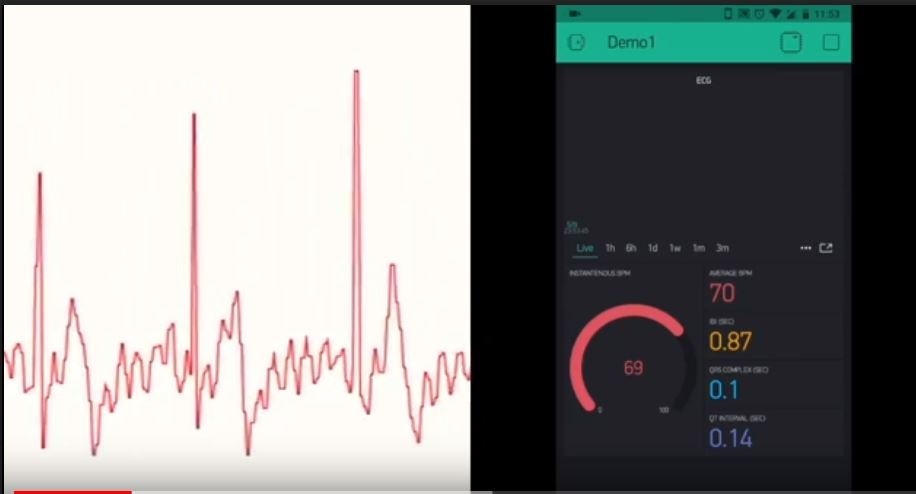 11:53
Demo1
ECG
Live 1h 6h 1d 1w 1m 3m
INSTANTENOUS BPM
69
0 100
AVERAGE BPM
70
IBI (SEC)
0.87
QRS COMPLEX (SEC)
0.1
QT INTERVAL (SEC)
0.14